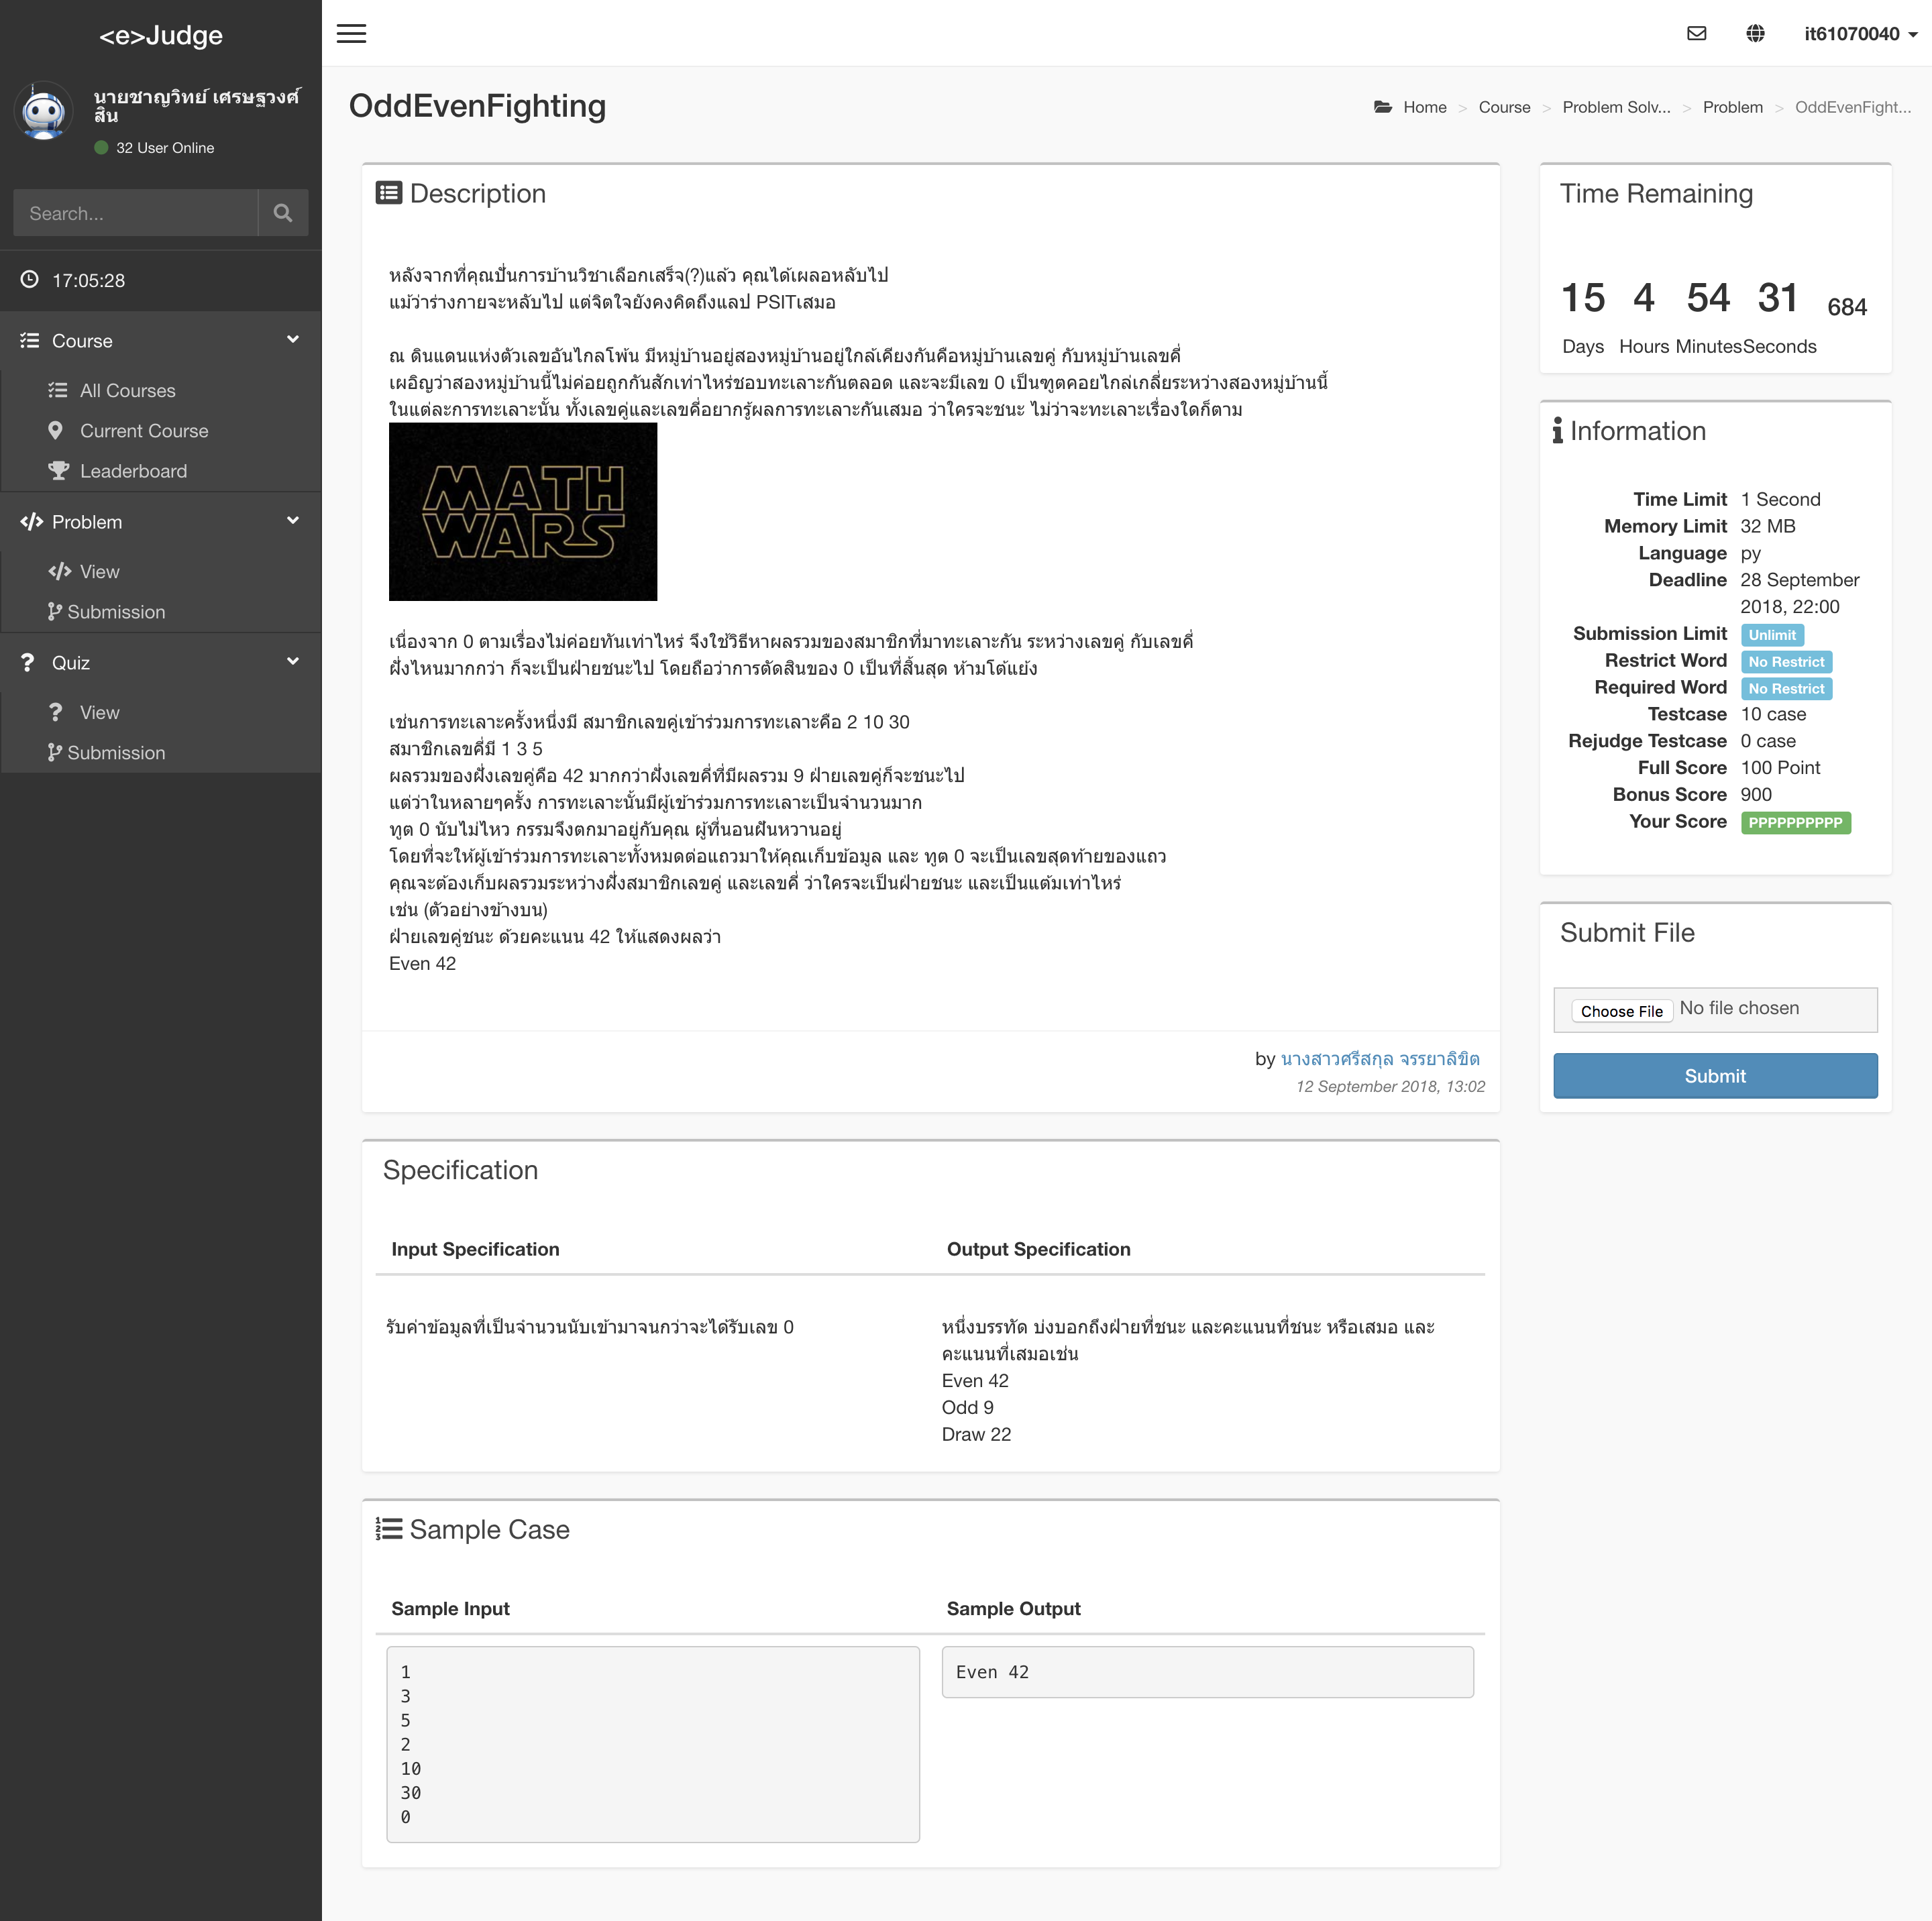 <e>Judge
นายชาญวิทย์ เศรษฐวงศ์
สิน
32 User Online
Search...
17:05:28
Course
All Courses
Current Course
Leaderboard
Problem
View
Submission
Quiz
View
Submission
it61070040
OddEvenFighting
Home > Course > Problem Solv... > Problem > OddEvenFight...
Description
หลังจากที่คุณปั่นการบ้านวิชาเลือกเสร็จ(?)แล้ว คุณได้เผลอหลับไป
แม้ว่าร่างกายจะหลับไป แต่จิตใจยังคงคิดถึงแลป PSITเสมอ
ณ ดินแดนแห่งตัวเลขอันไกลโพ้น มีหมู่บ้านอยู่สองหมู่บ้านอยู่ใกล้เคียงกันคือหมู่บ้านเลขคู่ กับหมู่บ้านเลขคี่
เผอิญว่าสองหมู่บ้านนี้ไม่ค่อยถูกกันสักเท่าไหร่ชอบทะเลาะกันตลอด และจะมีเลข 0 เป็นฑูตคอยไกล่เกลี่ยระหว่างสองหมู่บ้านนี้
ในแต่ละการทะเลาะนั้น ทั้งเลขคู่และเลขคี่อยากรู้ผลการทะเลาะกันเสมอ ว่าใครจะชนะ ไม่ว่าจะทะเลาะเรื่องใดก็ตาม
MATH
WARS
เนื่องจาก 0 ตามเรื่องไม่ค่อยทันเท่าไหร่ จึงใช้วิธีหาผลรวมของสมาชิกที่มาทะเลาะกัน ระหว่างเลขคู่ กับเลขคี่
ฝั่งไหนมากกว่า ก็จะเป็นฝ่ายชนะไป โดยถือว่าการตัดสินของ 0 เป็นที่สิ้นสุด ห้ามโต้แย้ง
เช่นการทะเลาะครั้งหนึ่งมี สมาชิกเลขคู่เข้าร่วมการทะเลาะคือ 2 10 30
สมาชิกเลขคี่มี 1 3 5
ผลรวมของฝั่งเลขคู่คือ 42 มากกว่าฝั่งเลขคี่ที่มีผลรวม 9 ฝ่ายเลขคู่ก็จะชนะไป
แต่ว่าในหลายๆครั้ง การทะเลาะนั้นมีผู้เข้าร่วมการทะเลาะเป็นจำนวนมาก
ทูต 0 นับไม่ไหว กรรมจึงตกมาอยู่กับคุณ ผู้ที่นอนฝันหวานอยู่
โดยที่จะให้ผู้เข้าร่วมการทะเลาะทั้งหมดต่อแถวมาให้คุณเก็บข้อมูล และ ทูต 0 จะเป็นเลขสุดท้ายของแถว
คุณจะต้องเก็บผลรวมระหว่างฝั่งสมาชิกเลขคู่ และเลขคี่ ว่าใครจะเป็นฝ่ายชนะ และเป็นแต้มเท่าไหร่
เช่น (ตัวอย่างข้างบน)
ฝ่ายเลขคู่ชนะ ด้วยคะแนน 42 ให้แสดงผลว่า
Even 42
by นางสาวศรีสกุล จรรยาลิขิต
12 September 2018, 13:02
Time Remaining
15 4 54 31 684
Days Hours Minutes Seconds
Information
Time Limit 1 Second
Memory Limit 32 MB
Language py
Deadline 28 September
2018, 22:00
Submission Limit Unlimit
Restrict Word No Restrict
Required Word No Restrict
Testcase 10 case
Rejudge Testcase 0 case
Full Score 100 Point
Bonus Score 900
Your Score PPPPPPPPPP
Submit File
Choose File No file chosen
Submit
Specification
Input Specification
Output Specification
รับค่าข้อมูลที่เป็นจำนวนนับเข้ามาจนกว่าจะได้รับเลข 0
หนึ่งบรรทัด บ่งบอกถึงฝ่ายที่ชนะ และคะแนนที่ชนะ หรือเสมอ และ
คะแนนที่เสมอเช่น
Even 42
Odd 9
Draw 22
Sample Case
Sample Input
Sample Output
1
3
5
2
10
30
0
Even 42